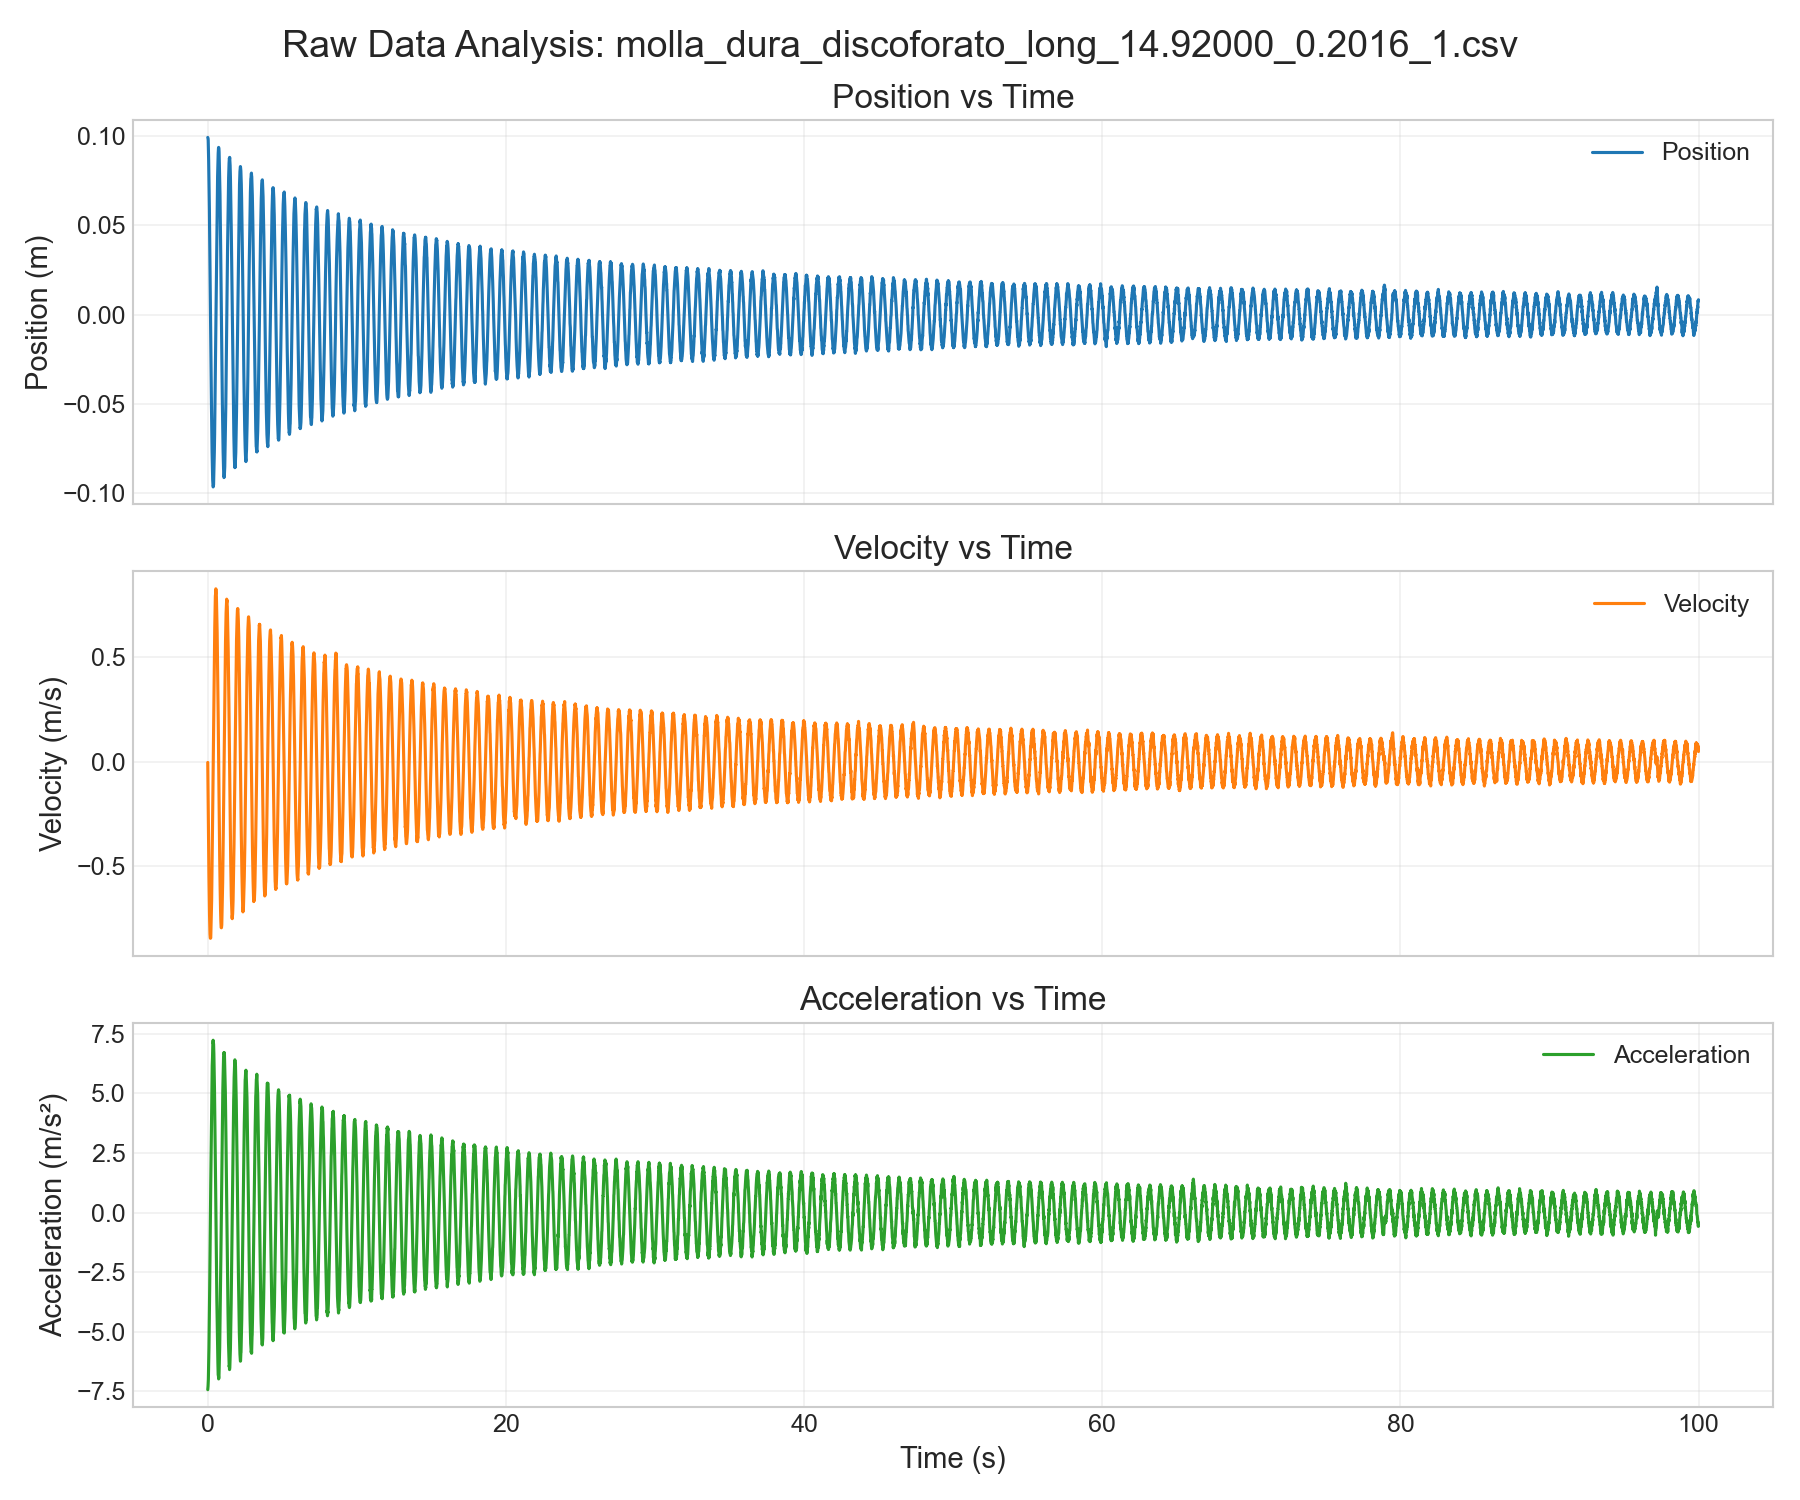 Raw Data Analysis: molla_dura_discoforato_long_14.92000_0.2016_1.csv
Position vs Time
Position (m)
0.10
0.05
0.00
−0.05
−0.10
Position
Velocity vs Time
Velocity (m/s)
0.5
0.0
−0.5
Velocity
Acceleration vs Time
Acceleration (m/s²)
7.5
5.0
2.5
0.0
−2.5
−5.0
−7.5
Acceleration
0 20 40 60 80 100
Time (s)